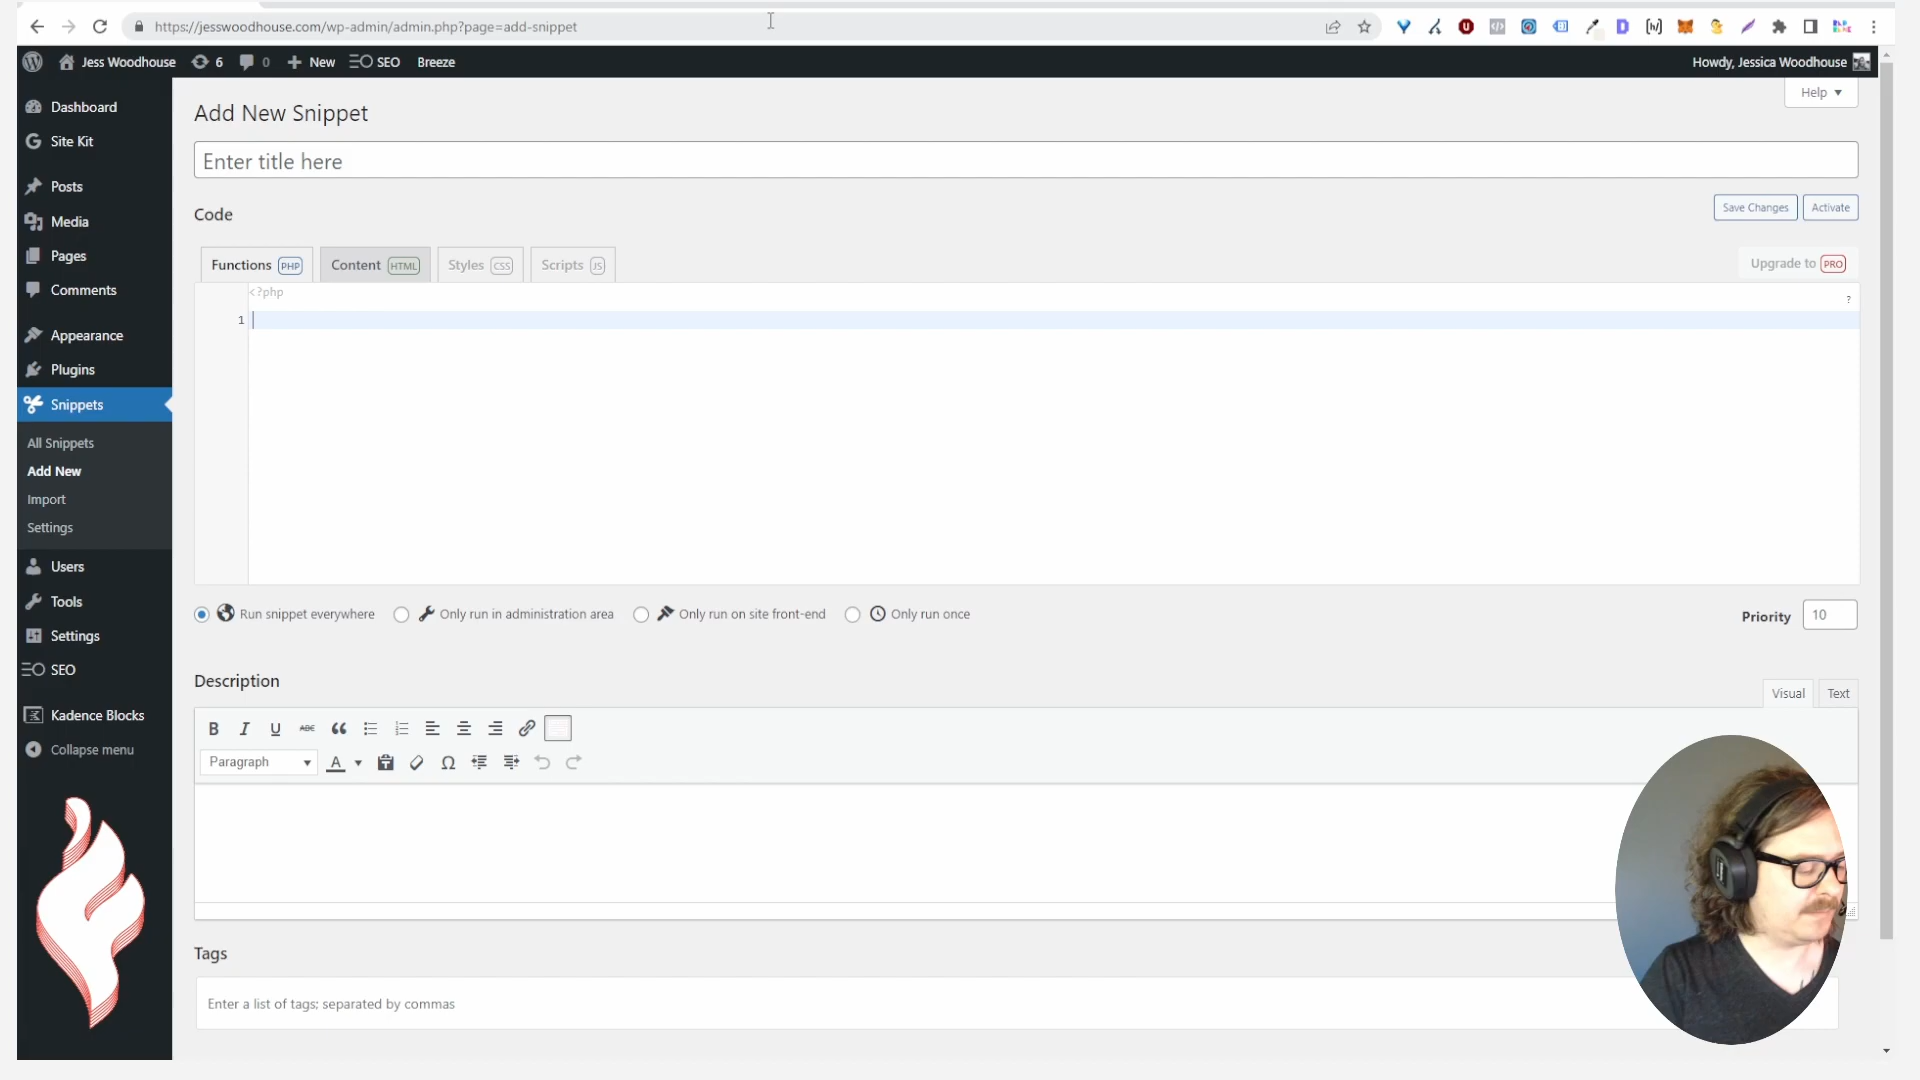 https://jesswoodhouse.com/wp-admin/admin.php?page=add-snippet
Jess Woodhouse 6 0 New SEO Breeze Howdy, Jessica Woodhouse
Help
Dashboard
Site Kit
Posts
Media
Pages
Comments
Appearance
Plugins
Snippets
All Snippets
Add New
Import
Settings
Users
Tools
Settings
SEO
Kadence Blocks
Collapse menu
Add New Snippet
Enter title here
Code
Save Changes Activate
Functions PHP Content HTML Styles CSS Scripts JS Upgrade to PRO
<?php
?
1
Run snippet everywhere Only run in administration area Only run on site front-end Only run once Priority 10
Description
Visual Text
B I U ABC
Paragraph A Ω
Tags
Enter a list of tags; separated by commas